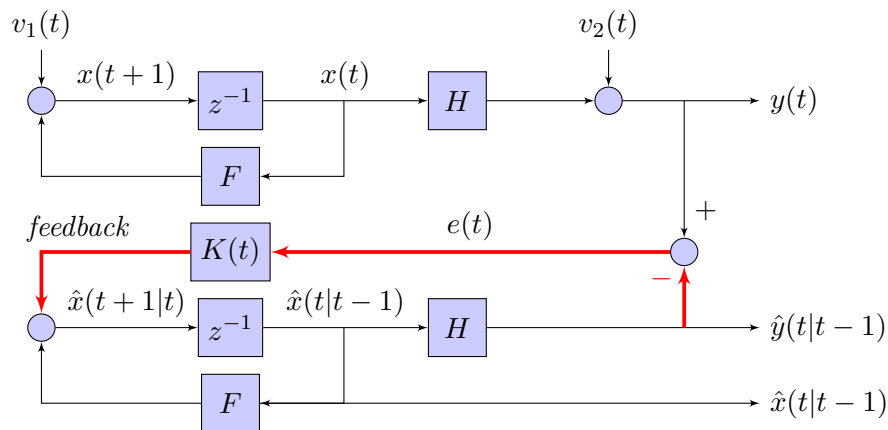 v₁(t) v₂(t)
x(t + 1) z⁻¹ x(t) H y(t)
F
+
feedback K(t) e(t)
−
x̂(t + 1|t) z⁻¹ x̂(t|t − 1) H ŷ(t|t − 1)
F x̂(t|t − 1)